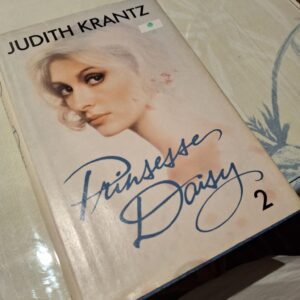 JUDITH KRANTZ
Prinsesse
Daisy
2